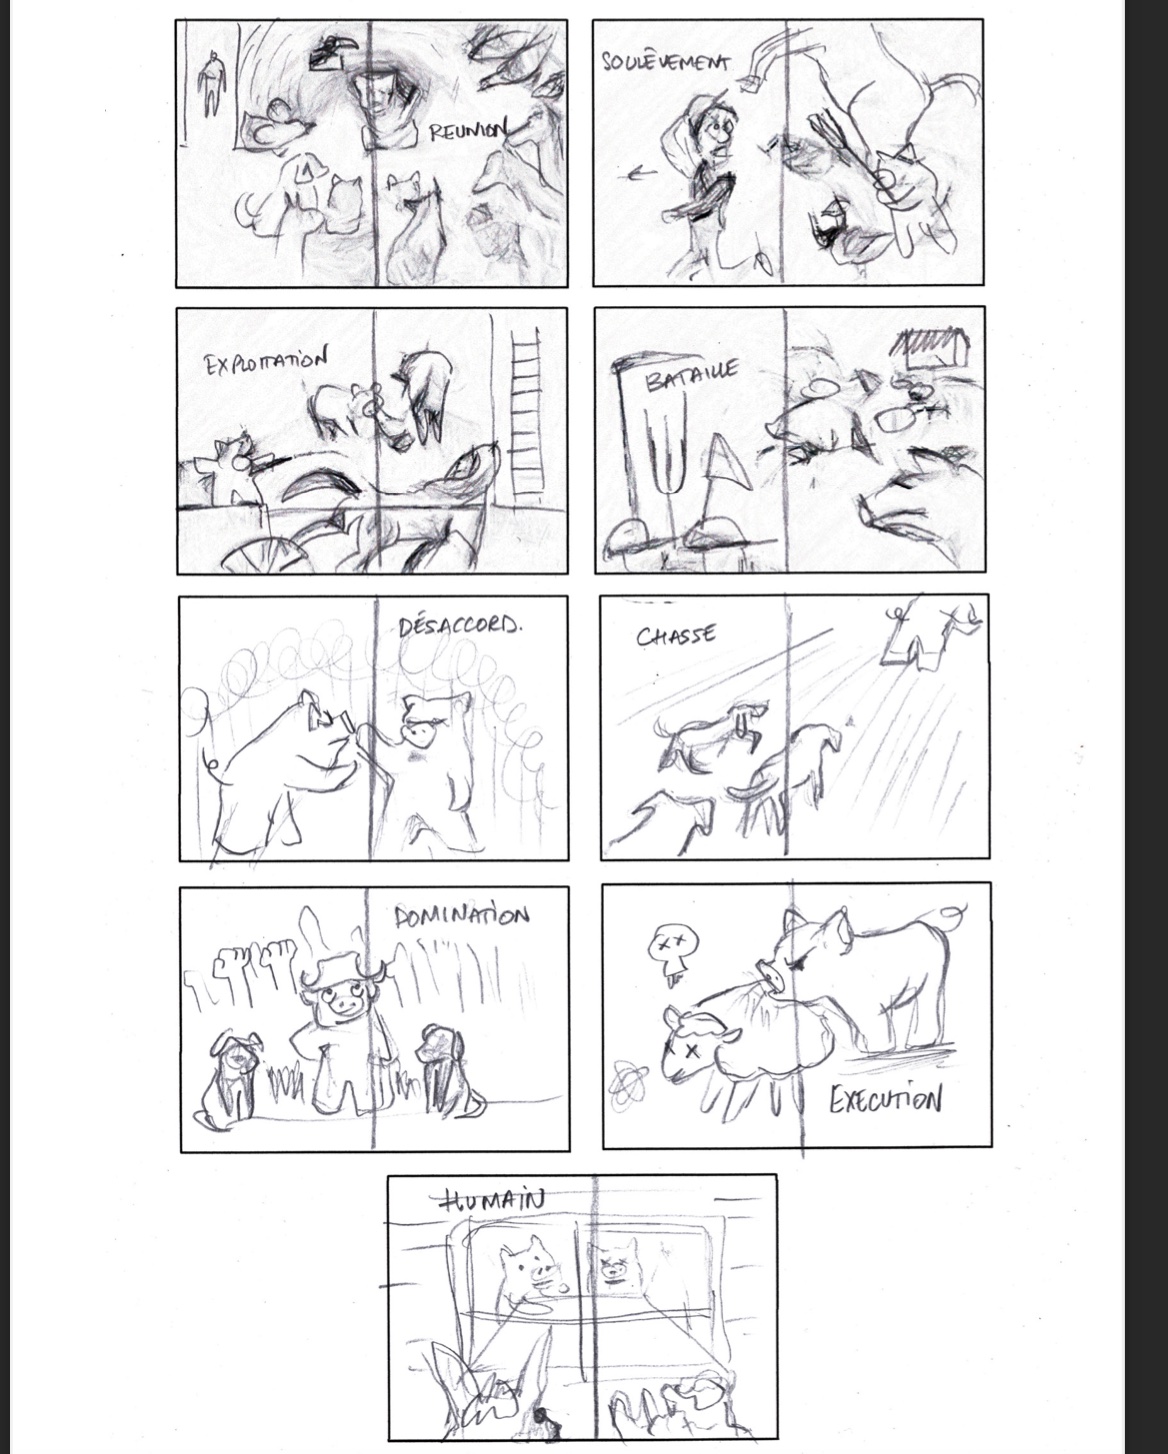 REUNION
SOULÈVEMENT
EXPLOITATION
BATAILLE
DÉSACCORD.
CHASSE
DOMINATION
EXECUTION
HUMAIN